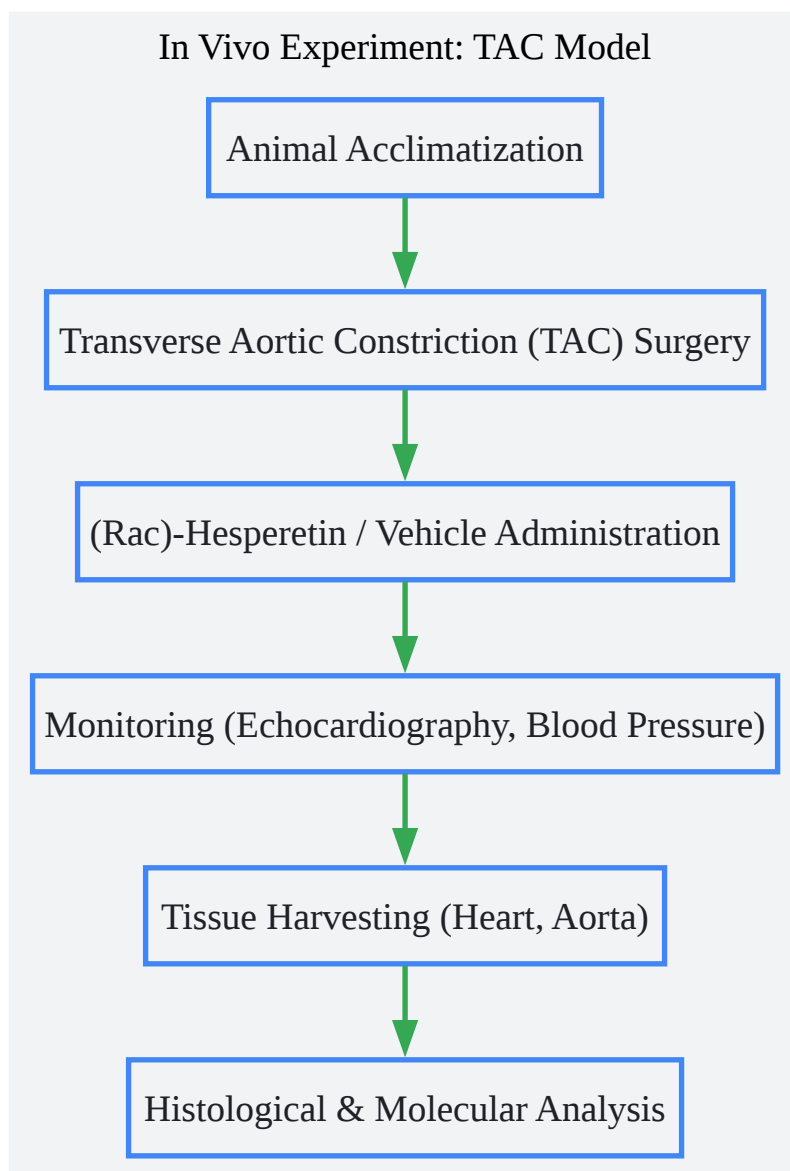 In Vivo Experiment: TAC Model
Animal Acclimatization
Transverse Aortic Constriction (TAC) Surgery
(Rac)-Hesperetin / Vehicle Administration
Monitoring (Echocardiography, Blood Pressure)
Tissue Harvesting (Heart, Aorta)
Histological & Molecular Analysis